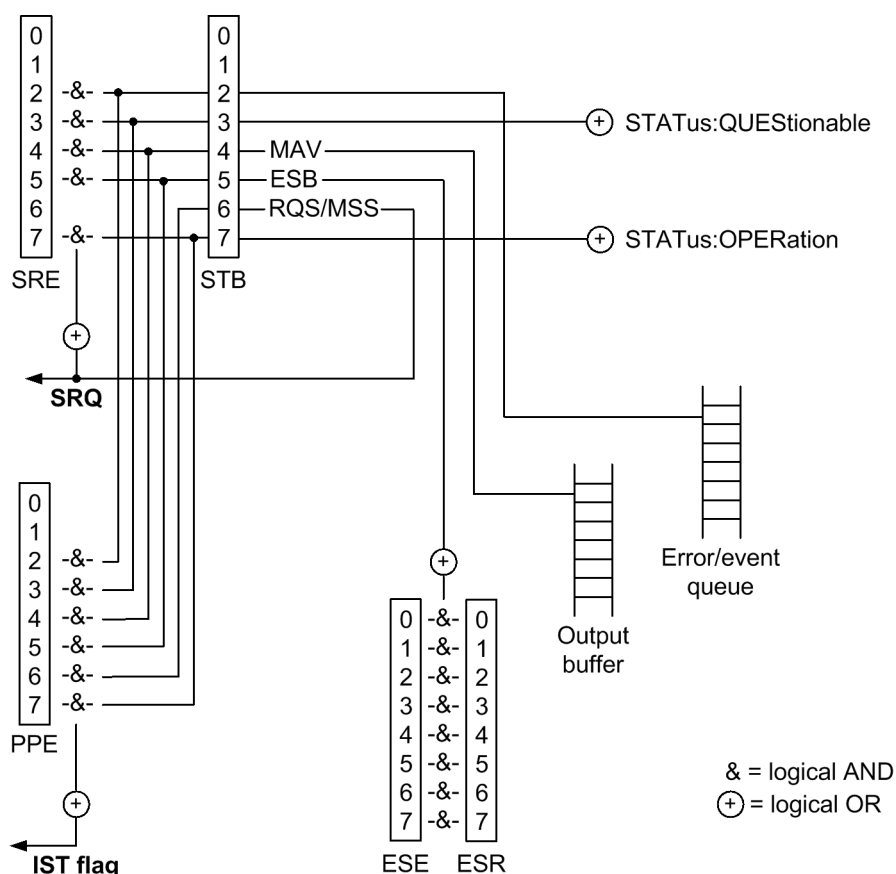 0 0
1 1
2 -&- 2
3 -&- 3 + STATus:QUEStionable
4 -&- 4 MAV
5 -&- 5 ESB
6 6 RQS/MSS
7 -&- 7 + STATus:OPERation
SRE STB
+
SRQ
0
1
2 -&-
3 -&-
4 -&-
5 -&-
6 -&-
7 -&-
PPE
+
IST flag
+
0 -&- 0
1 -&- 1
2 -&- 2
3 -&- 3
4 -&- 4
5 -&- 5
6 -&- 6
7 -&- 7
ESE ESR
Output
buffer
Error/event
queue
& = logical AND
+ = logical OR